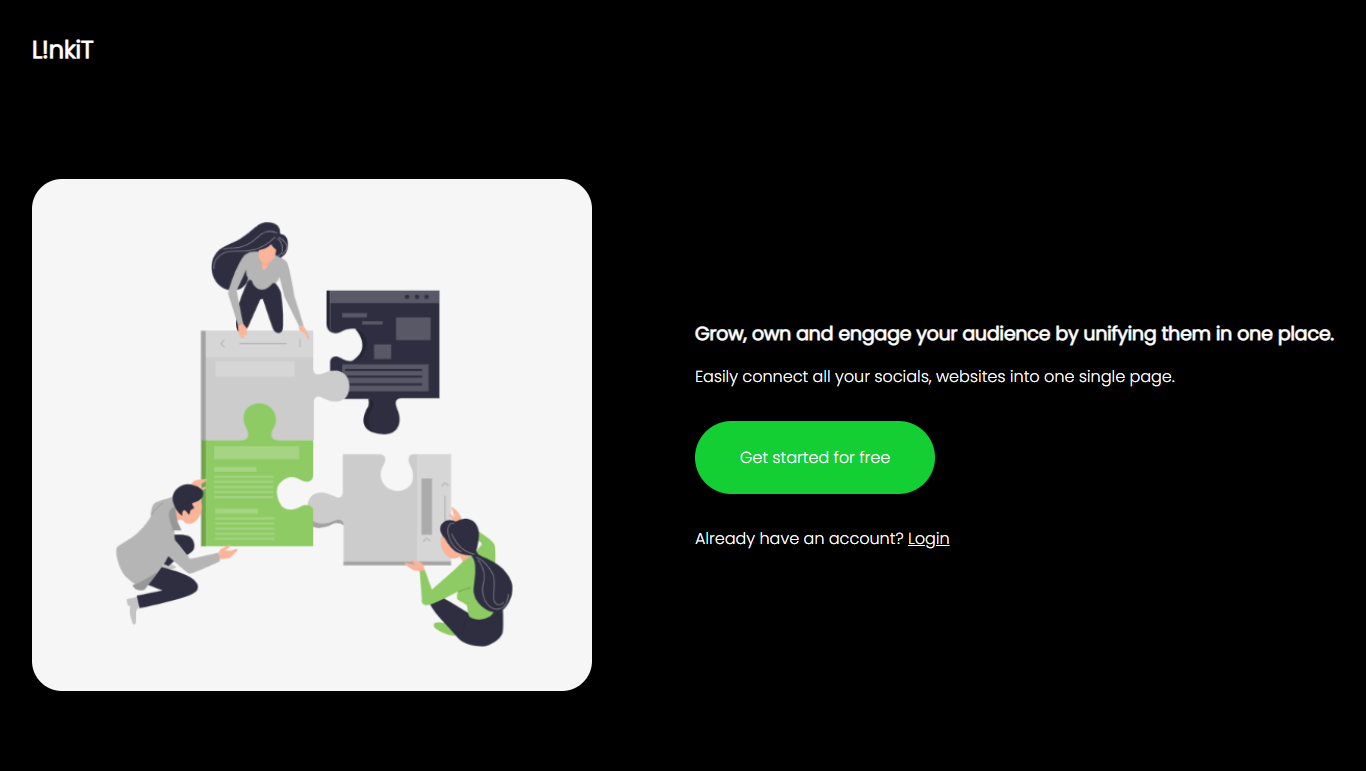 L!nkiT
Grow, own and engage your audience by unifying them in one place.
Easily connect all your socials, websites into one single page.
Get started for free
Already have an account? Login